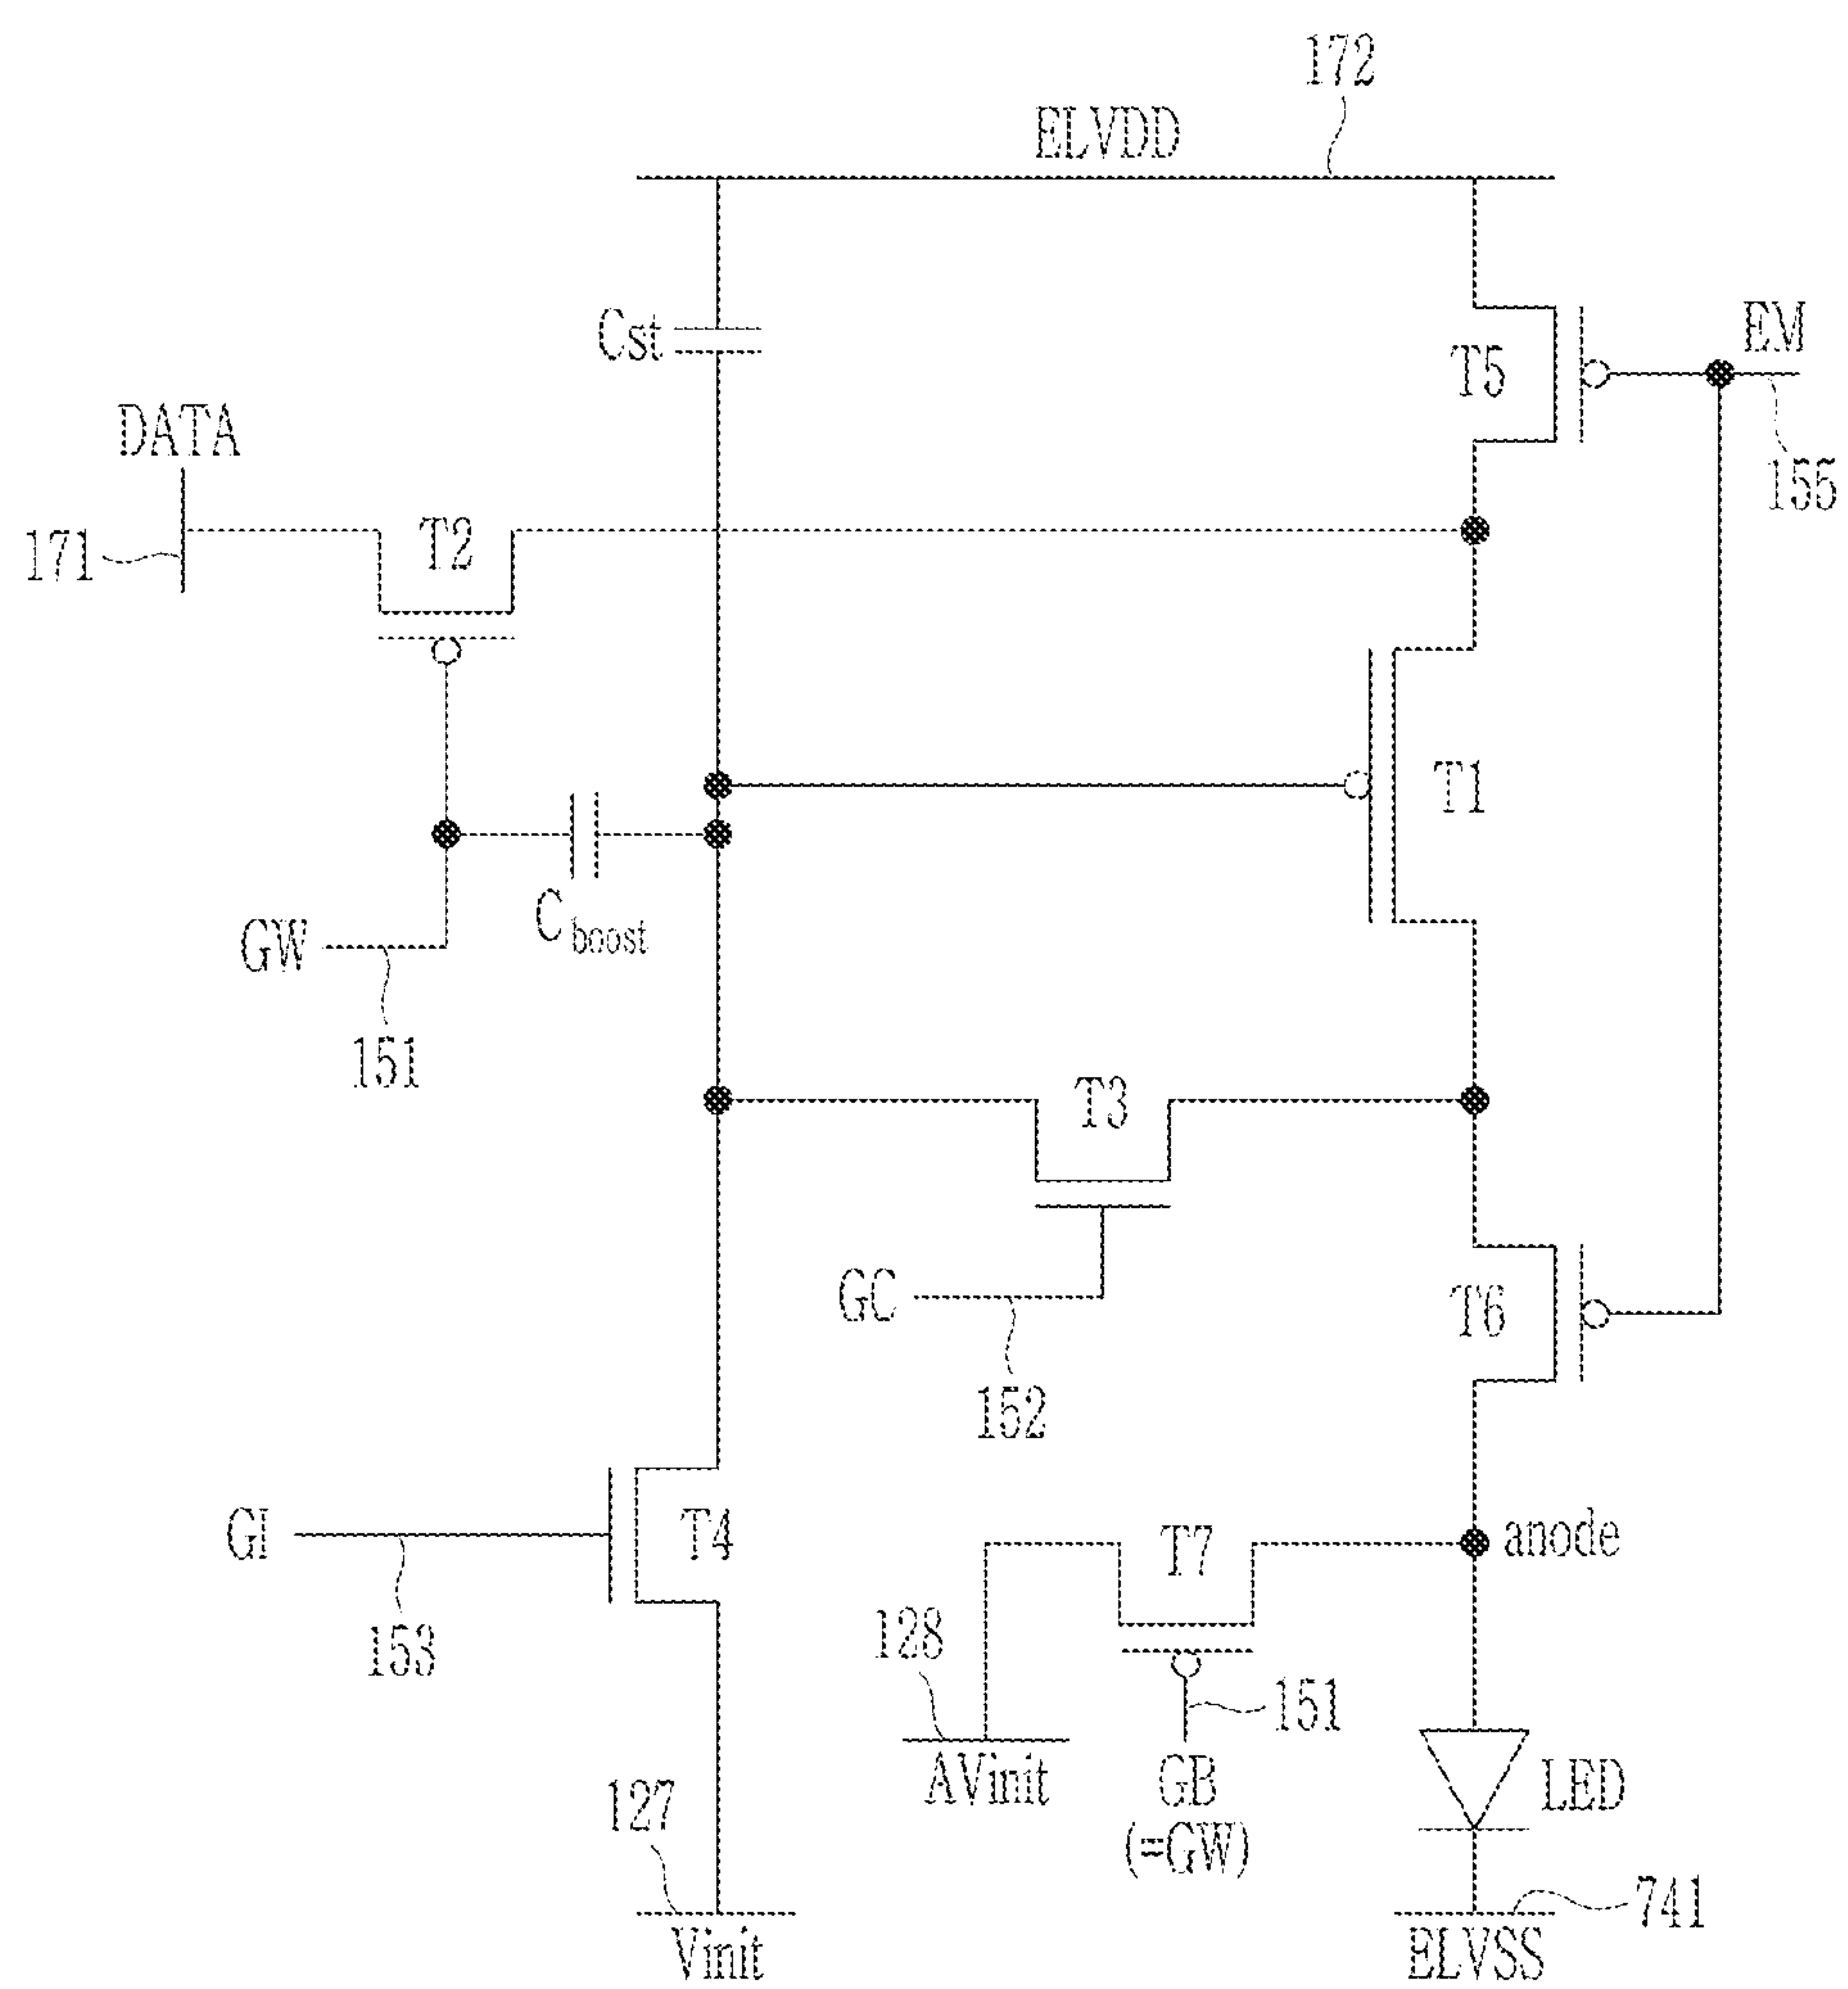 172
ELVDD
Cst
T5
EM
155
DATA
171
T2
T1
GW
C boost
151
T3
GC
152
T6
GI
T4
153
T7
anode
128
151
AVinit
GB
(=GW)
LED
127
Vinit
741
ELVSS